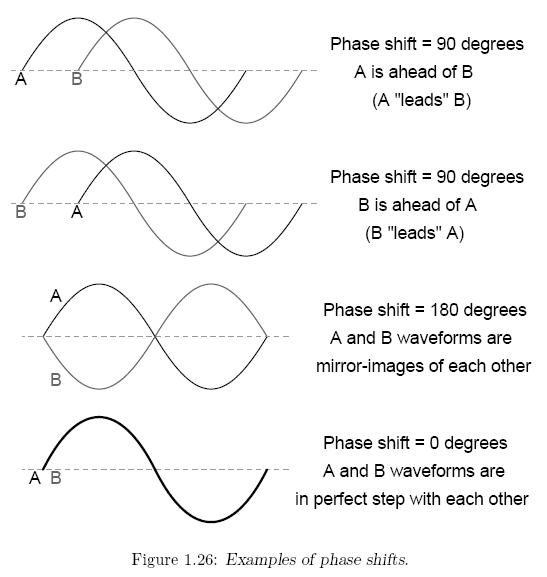 Phase shift = 90 degrees
A is ahead of B
(A "leads" B)
A B
Phase shift = 90 degrees
B is ahead of A
(B "leads" A)
B A
A
Phase shift = 180 degrees
A and B waveforms are
mirror-images of each other
B
Phase shift = 0 degrees
A and B waveforms are
in perfect step with each other
A B
Figure 1.26: Examples of phase shifts.